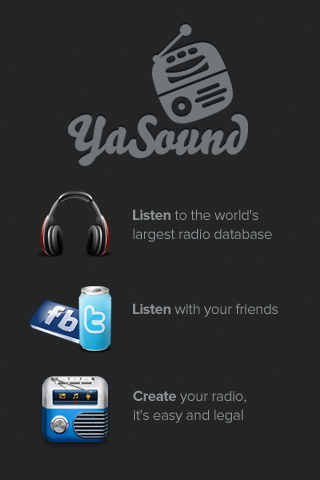 YaSound
Listen to the world's
largest radio database
fb
t
Listen with your friends
Create your radio,
it's easy and legal